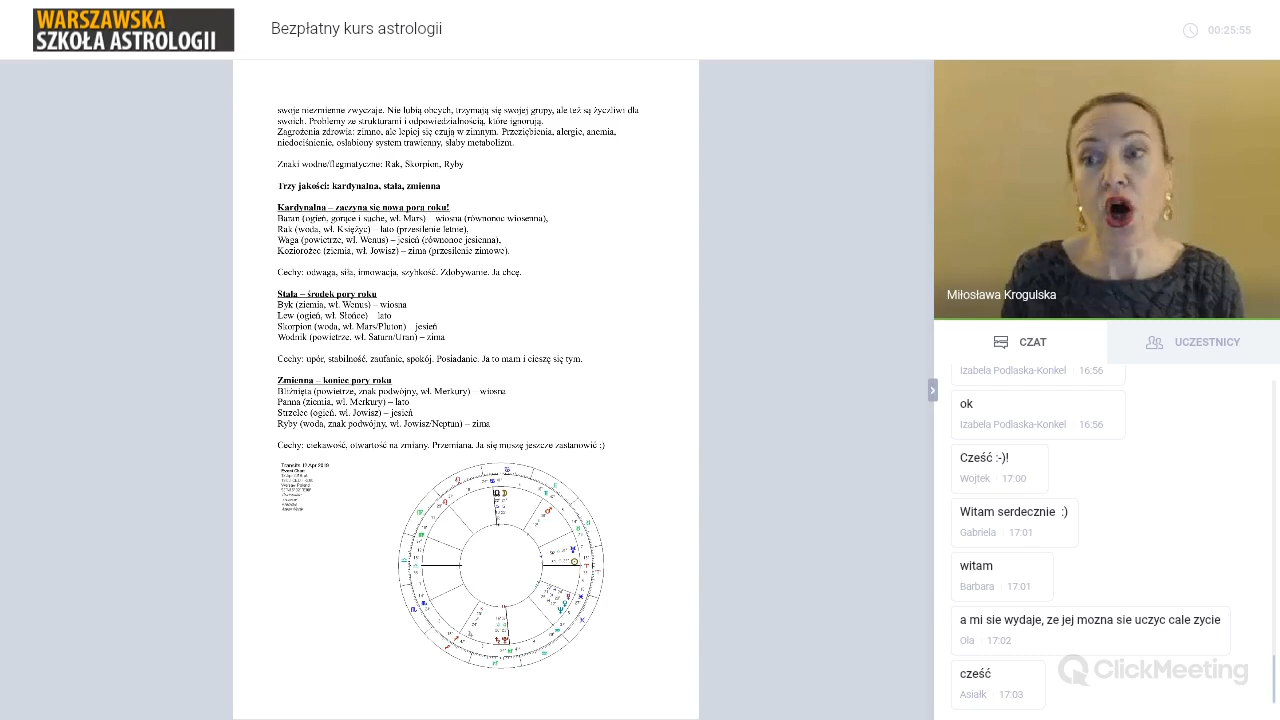 WARSZAWSKA
SZKOŁA ASTROLOGII
Bezpłatny kurs astrologii
00:25:55
swoje niezmienne zwyczaje. Nie lubią obcych, trzymają się swojej grupy, ale też są życzliwi dla
swoich. Problemy ze strukturami i odpowiedzialnością, które ignorują.
Zagrożenia zdrowia: zimno, ale lepiej się czują w zimnym. Przeziębienia, alergie, anemia,
niedociśnienie, osłabiony system trawienny, słaby metabolizm.
Znaki wodne/flegmatyczne: Rak, Skorpion, Ryby
Trzy jakości: kardynalna, stała, zmienna
Kardynalna – zaczyna się nowa pora roku!
Baran (ogień, gorące i suche, wł. Mars) – wiosna (równonoc wiosenna),
Rak (woda, wł. Księżyc) – lato (przesilenie letnie),
Waga (powietrze, wł. Wenus) – jesień (równonoc jesienna),
Koziorożec (ziemia, wł. Jowisz) – zima (przesilenie zimowe).
Cechy: odwaga, siła, innowacja, szybkość. Zdobywanie. Ja chcę.
Stała – środek pory roku
Byk (ziemia, wł. Wenus) – wiosna
Lew (ogień, wł. Słońce) – lato
Skorpion (woda, wł. Mars/Pluton) – jesień
Wodnik (powietrze, wł. Saturn/Uran) – zima
Cechy: upór, stabilność, zaufanie, spokój. Posiadanie. Ja to mam i cieszę się tym.
Zmienna – koniec pory roku
Bliźnięta (powietrze, znak podwójny, wł. Merkury) – wiosna
Panna (ziemia, wł. Merkury) – lato
Strzelec (ogień, wł. Jowisz) – jesień
Ryby (woda, znak podwójny, wł. Jowisz/Neptun) – zima
Cechy: ciekawość, otwartość na zmiany. Przemiana. Ja się muszę jeszcze zastanowić ;)
Transits 12 Apr 2019
Event Chart
Miłosława Krogulska
CZAT
UCZESTNICY
Izabela Podlaska-Konkel 16:56
ok
Izabela Podlaska-Konkel 16:56
Cześć :-)!
Wojtek 17:00
Witam serdecznie :)
Gabriela 17:01
witam
Barbara 17:01
a mi sie wydaje, ze jej mozna sie uczyc cale zycie
Ola 17:02
cześć
Asiałk 17:03
ClickMeeting